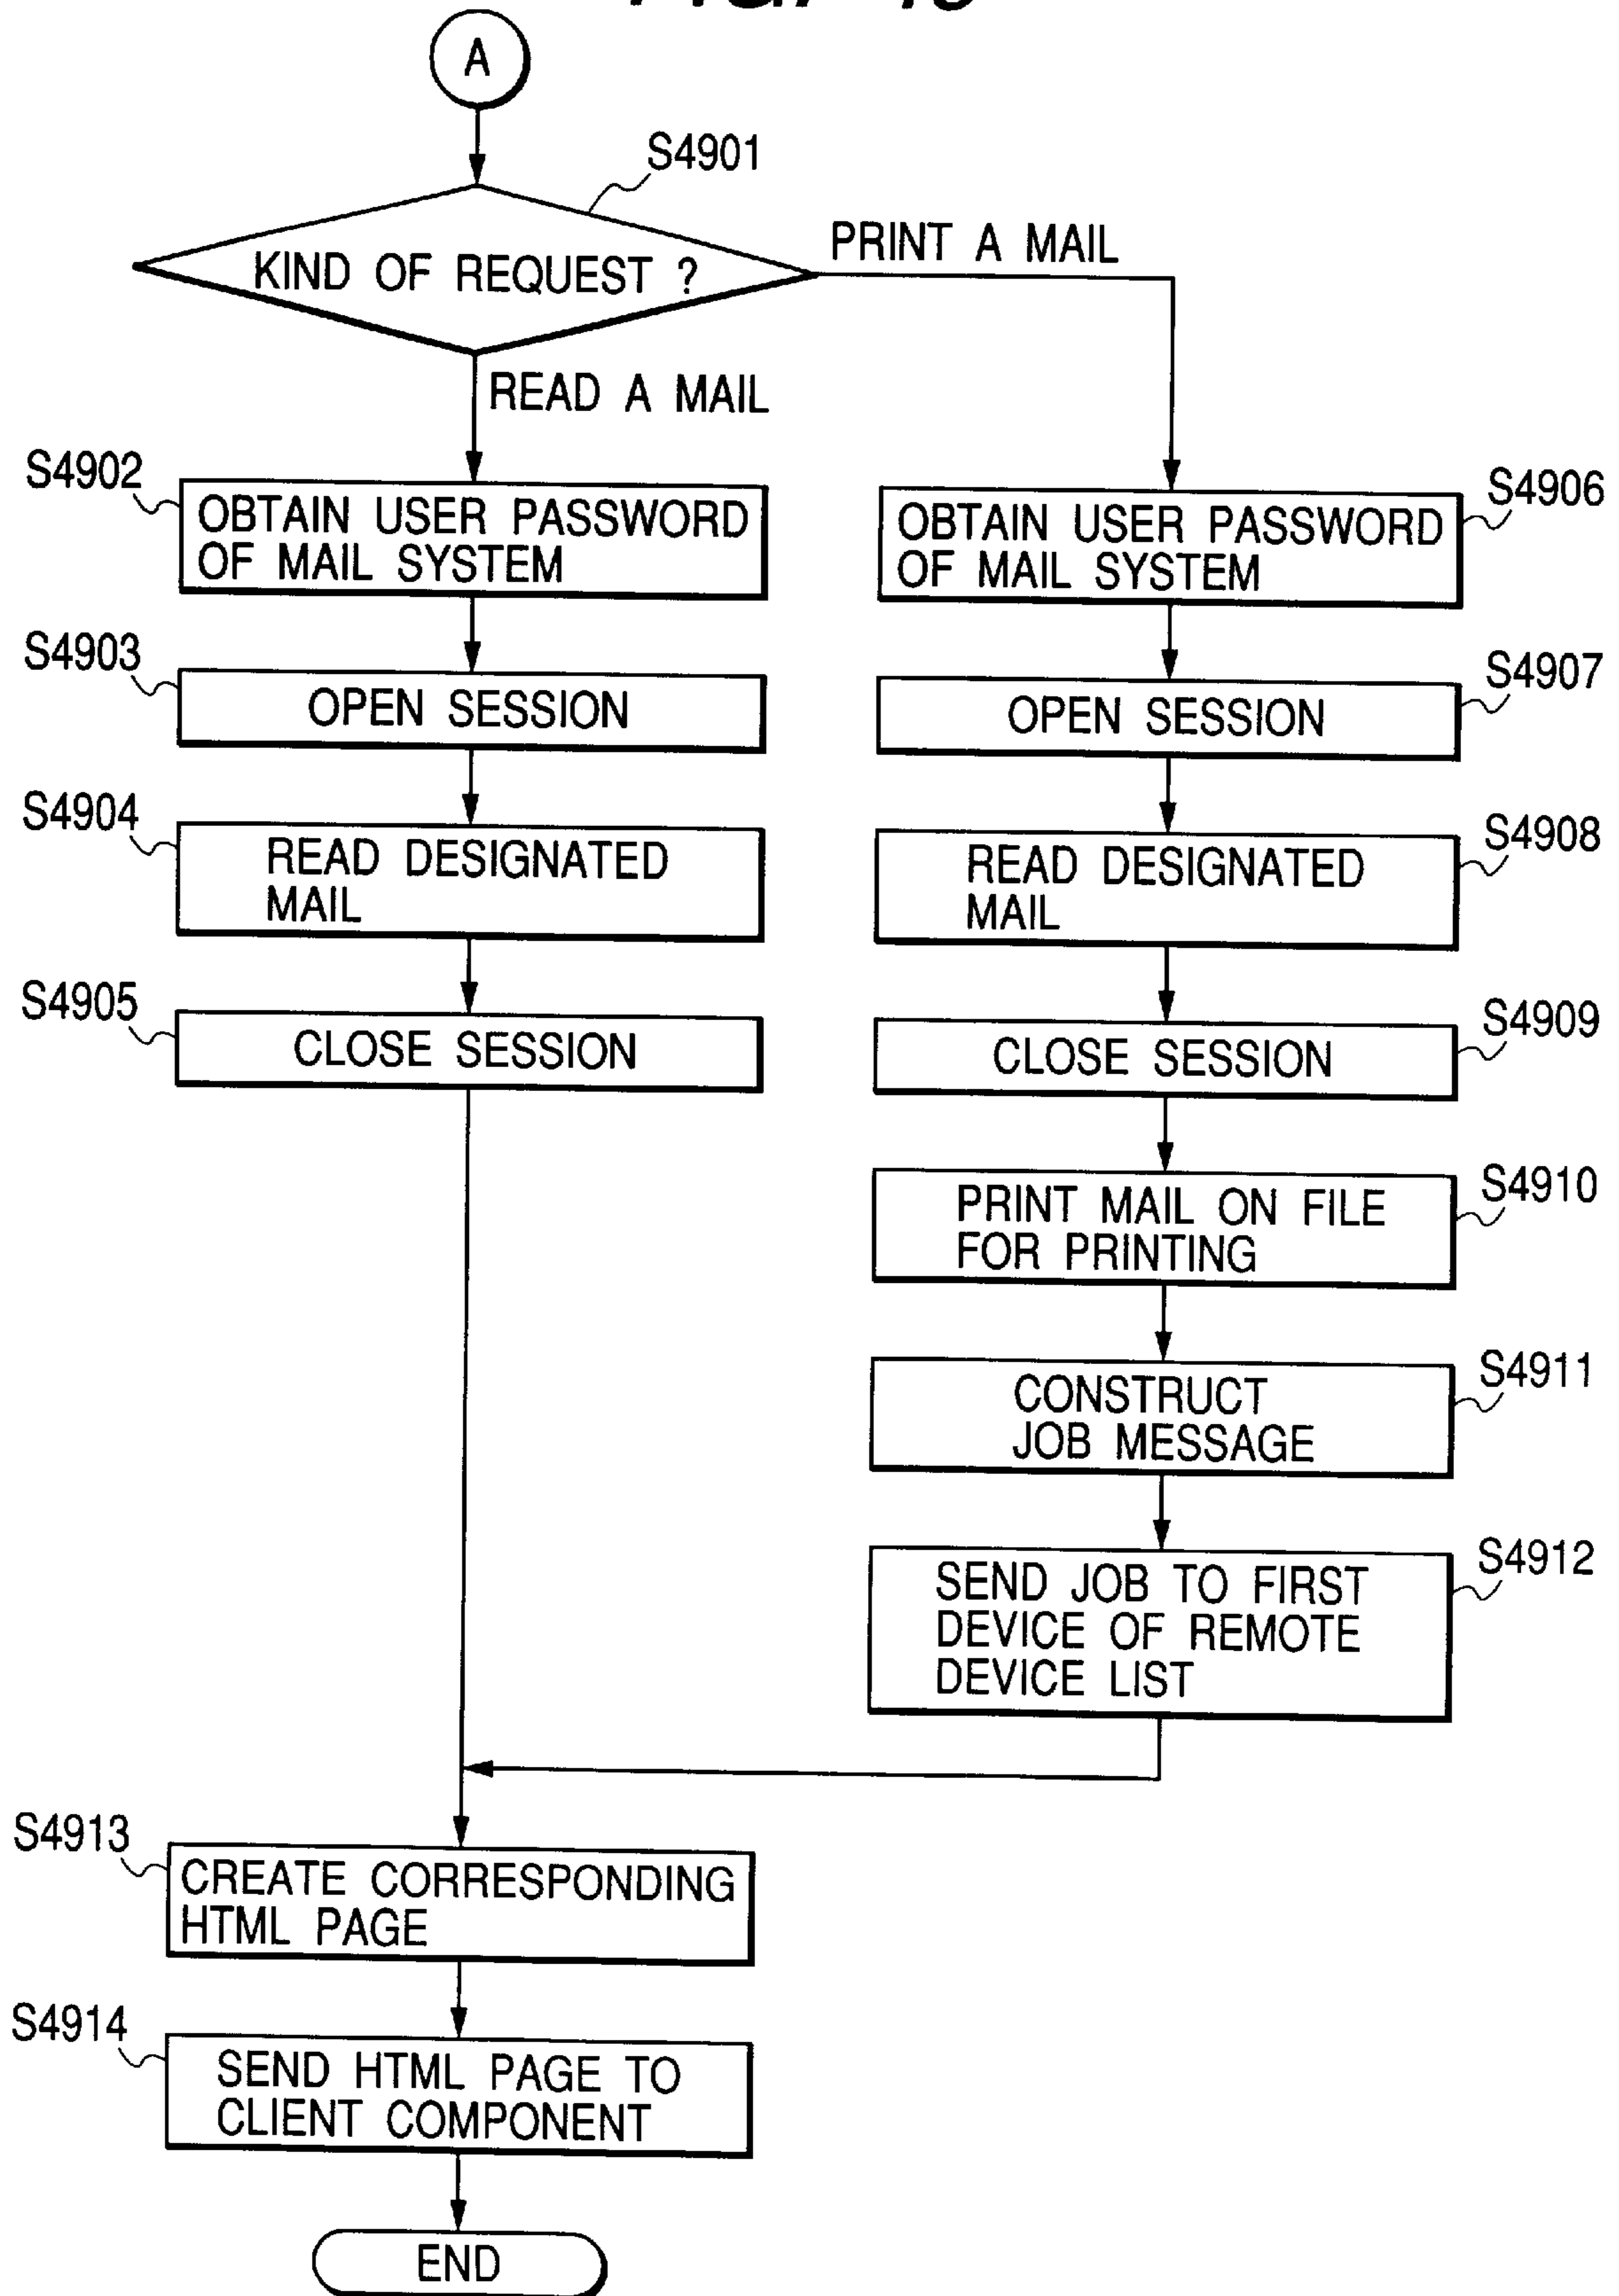 A
S4901
KIND OF REQUEST ?
PRINT A MAIL
READ A MAIL
S4902
OBTAIN USER PASSWORD
OF MAIL SYSTEM
S4903
OPEN SESSION
S4904
READ DESIGNATED
MAIL
S4905
CLOSE SESSION
S4906
OBTAIN USER PASSWORD
OF MAIL SYSTEM
S4907
OPEN SESSION
S4908
READ DESIGNATED
MAIL
S4909
CLOSE SESSION
S4910
PRINT MAIL ON FILE
FOR PRINTING
S4911
CONSTRUCT
JOB MESSAGE
S4912
SEND JOB TO FIRST
DEVICE OF REMOTE
DEVICE LIST
S4913
CREATE CORRESPONDING
HTML PAGE
S4914
SEND HTML PAGE TO
CLIENT COMPONENT
END